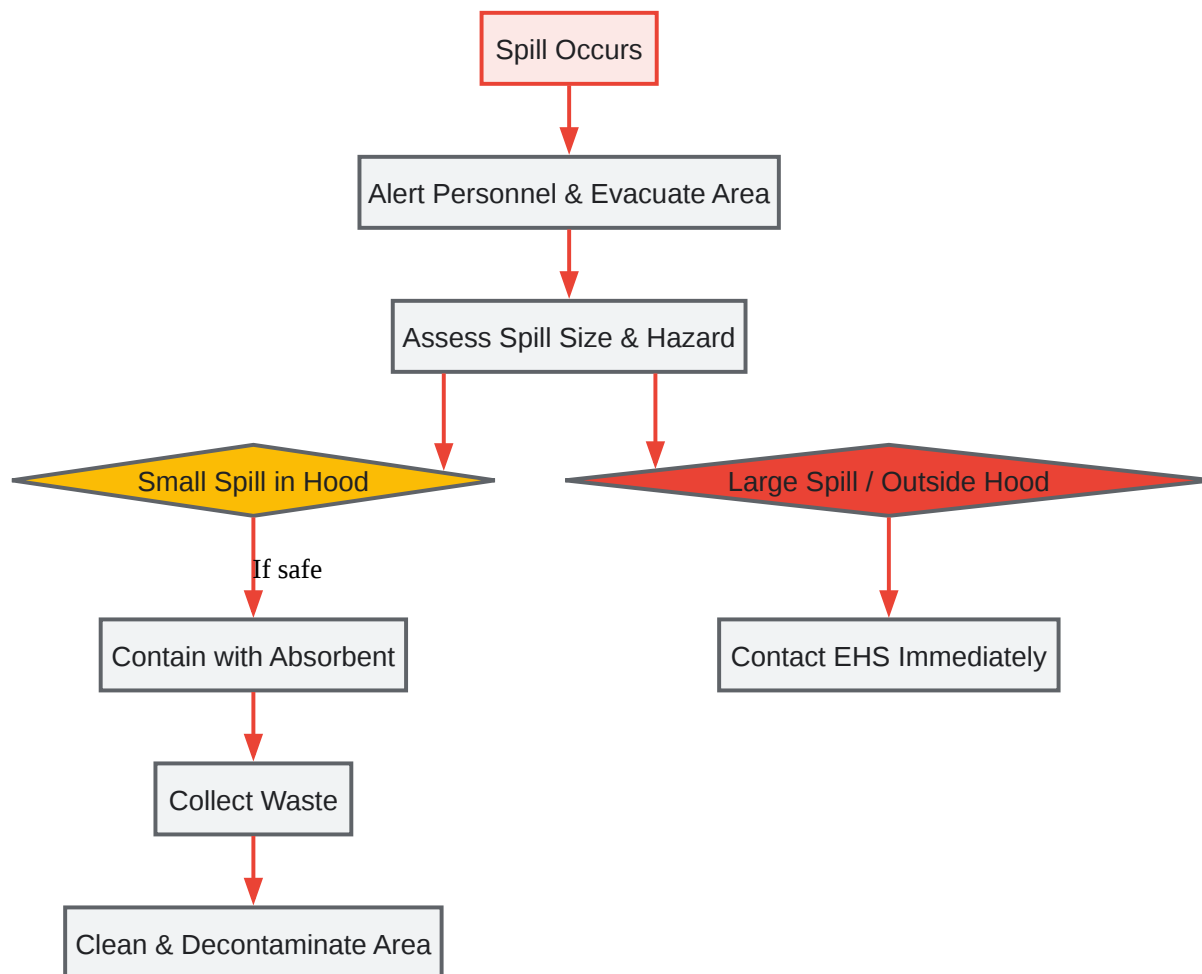 Spill Occurs
Alert Personnel & Evacuate Area
Assess Spill Size & Hazard
Small Spill in Hood
Large Spill / Outside Hood
If safe
Contain with Absorbent
Contact EHS Immediately
Collect Waste
Clean & Decontaminate Area